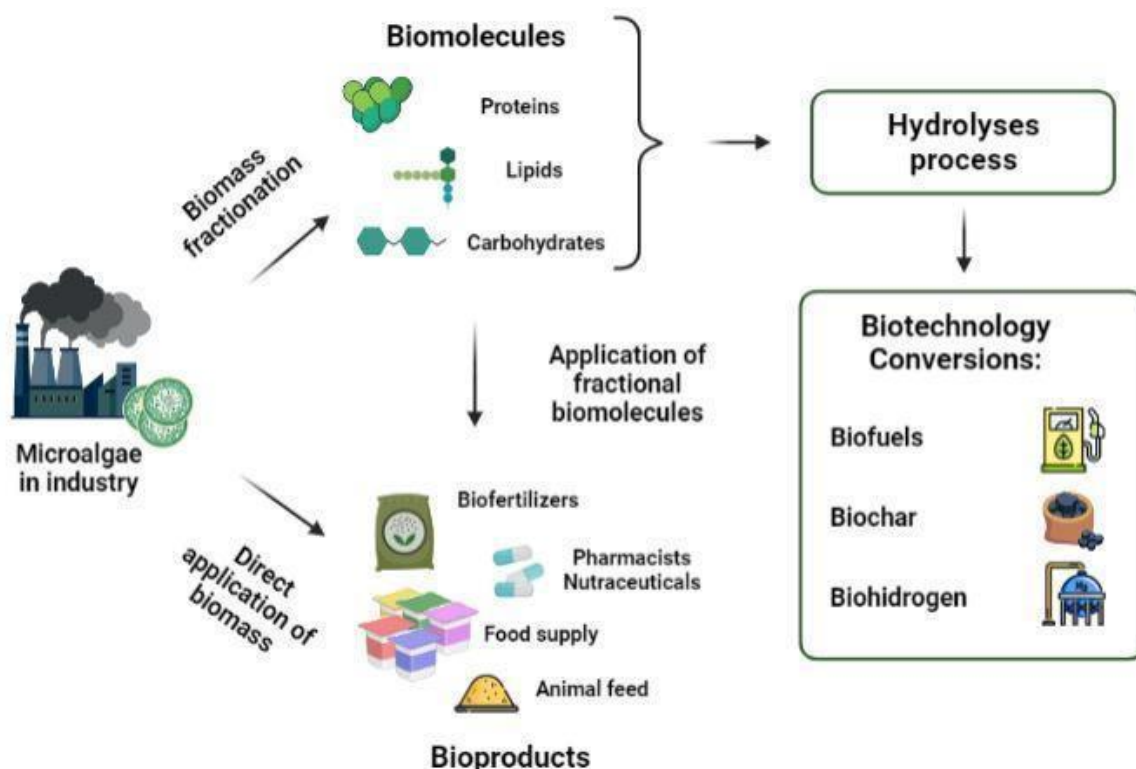 Biomolecules
Proteins
Lipids
Carbohydrates
Biomass
fractionation
Hydrolyses
process
Microalgae
in industry
Application of
fractional
biomolecules
Biotechnology
Conversions:
Biofuels
Biochar
Biohidrogen
Direct
application of
biomass
Biofertilizers
Pharmacists
Nutraceuticals
Food supply
Animal feed
Bioproducts